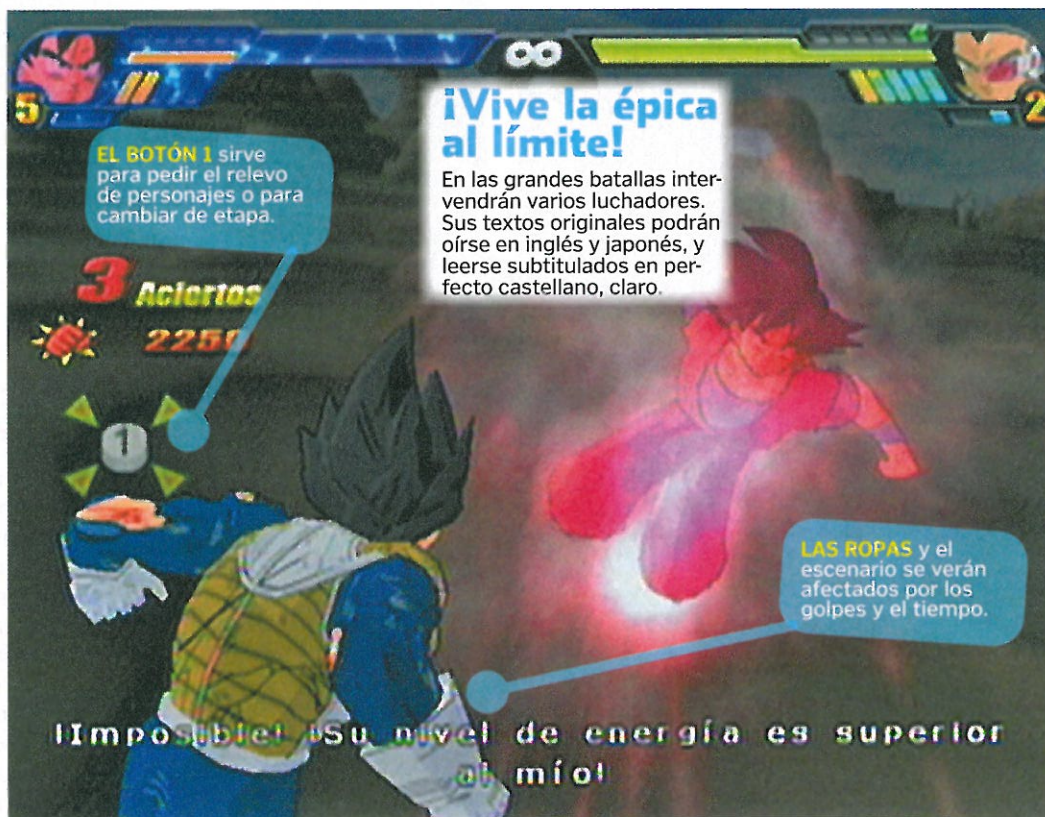 ∞
5
2
¡Vive la épica
al límite!
En las grandes batallas inter-
vendrán varios luchadores.
Sus textos originales podrán
oírse en inglés y japonés, y
leerse subtitulados en per-
fecto castellano, claro.
EL BOTÓN 1 sirve
para pedir el relevo
de personajes o para
cambiar de etapa.
3 Aciertos
2250
1
LAS ROPAS y el
escenario se verán
afectados por los
golpes y el tiempo.
¡Imposible! ¡Su nivel de energía es superior
al mío!